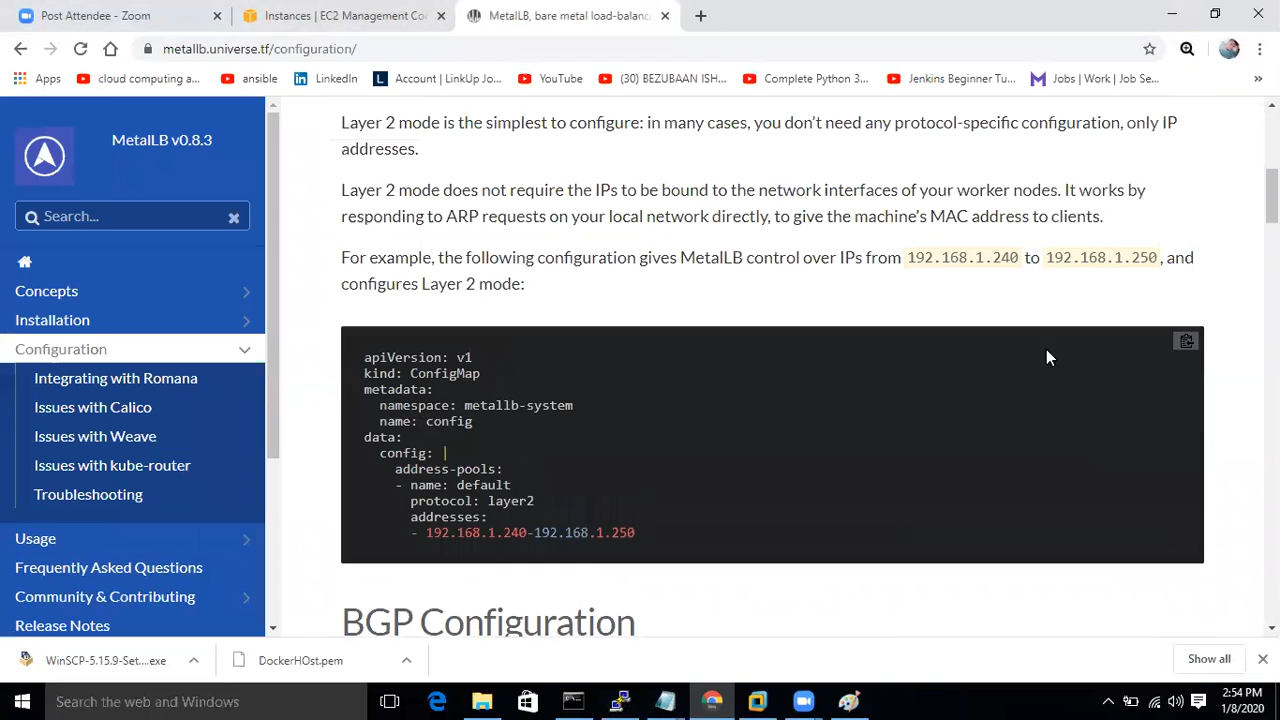 Post Attendee - Zoom
Instances | EC2 Management Co
MetalLB, bare metal load-balanc
metallb.universe.tf/configuration/
Apps
cloud computing a...
ansible
LinkedIn
Account | LinkUp Jo...
YouTube
(30) BEZUBAAN ISH...
Complete Python 3...
Jenkins Beginner Tu...
Jobs | Work | Job Se...
MetalLB v0.8.3
Search...
Concepts
Installation
Configuration
Integrating with Romana
Issues with Calico
Issues with Weave
Issues with kube-router
Troubleshooting
Usage
Frequently Asked Questions
Community & Contributing
Release Notes
Layer 2 mode is the simplest to configure: in many cases, you don't need any protocol-specific configuration, only IP
addresses.
Layer 2 mode does not require the IPs to be bound to the network interfaces of your worker nodes. It works by
responding to ARP requests on your local network directly, to give the machine's MAC address to clients.
For example, the following configuration gives MetalLB control over IPs from 192.168.1.240 to 192.168.1.250, and
configures Layer 2 mode:
apiVersion: v1
kind: ConfigMap
metadata:
  namespace: metallb-system
  name: config
data:
  config: |
    address-pools:
    - name: default
      protocol: layer2
      addresses:
      - 192.168.1.240-192.168.1.250
BGP Configuration
WinSCP-5.15.9-Set....exe
DockerHOst.pem
Show all
Search the web and Windows
2:54 PM
1/8/2020